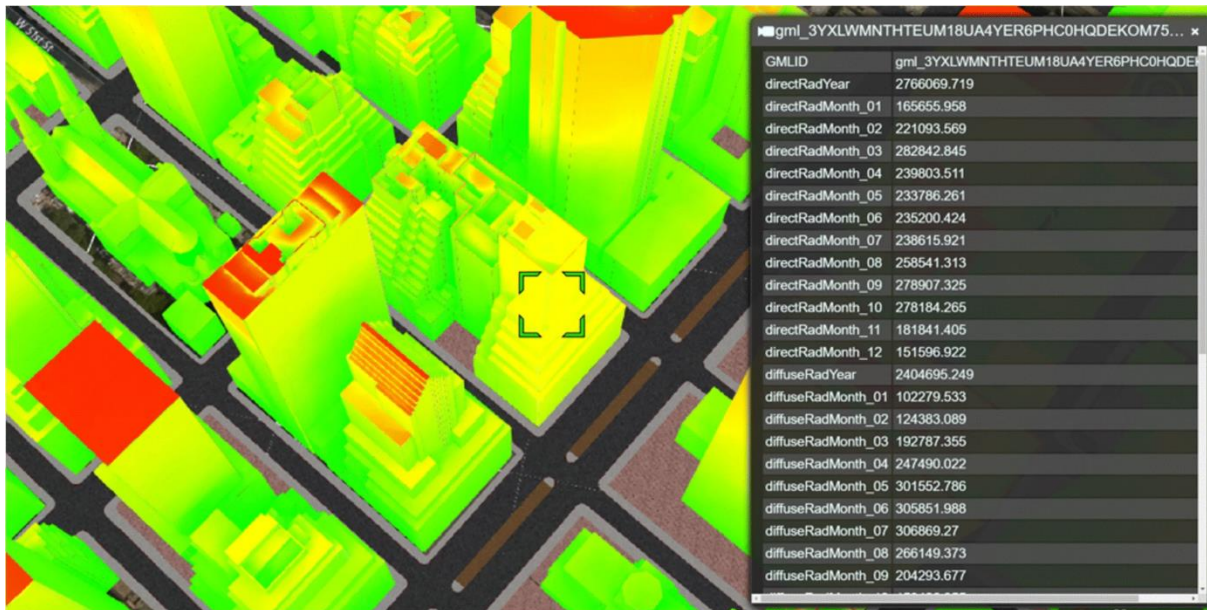 W 51st St
gml_3YXLWMNTHTEUM18UA4YER6PHC0HQDEKOM75... ×
GMLID gml_3YXLWMNTHTEUM18UA4YER6PHC0HQDEK
directRadYear 2766069.719
directRadMonth_01 165655.958
directRadMonth_02 221093.569
directRadMonth_03 282842.845
directRadMonth_04 239803.511
directRadMonth_05 233786.261
directRadMonth_06 235200.424
directRadMonth_07 238615.921
directRadMonth_08 258541.313
directRadMonth_09 278907.325
directRadMonth_10 278184.265
directRadMonth_11 181841.405
directRadMonth_12 151596.922
diffuseRadYear 2404695.249
diffuseRadMonth_01 102279.533
diffuseRadMonth_02 124383.089
diffuseRadMonth_03 192787.355
diffuseRadMonth_04 247490.022
diffuseRadMonth_05 301552.786
diffuseRadMonth_06 305851.988
diffuseRadMonth_07 306869.27
diffuseRadMonth_08 266149.373
diffuseRadMonth_09 204293.677